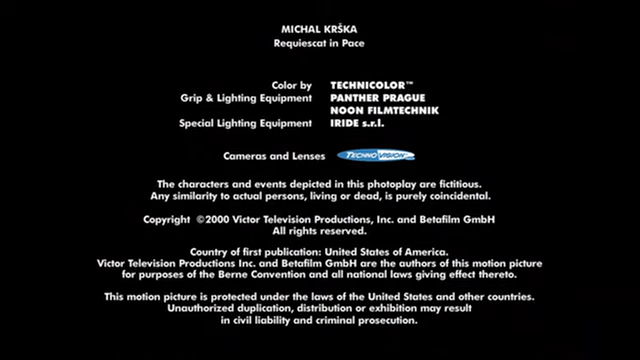 MICHAL KRŠKA
Requiescat in Pace
Color by TECHNICOLOR™
Grip & Lighting Equipment PANTHER PRAGUE
NOON FILMTECHNIK
Special Lighting Equipment IRIDE s.r.l.
Cameras and Lenses TECHNOVISION
The characters and events depicted in this photoplay are fictitious.
Any similarity to actual persons, living or dead, is purely coincidental.
Copyright ©2000 Victor Television Productions, Inc. and Betafilm GmbH
All rights reserved.
Country of first publication: United States of America.
Victor Television Productions Inc. and Betafilm GmbH are the authors of this motion picture
for purposes of the Berne Convention and all national laws giving effect thereto.
This motion picture is protected under the laws of the United States and other countries.
Unauthorized duplication, distribution or exhibition may result
in civil liability and criminal prosecution.